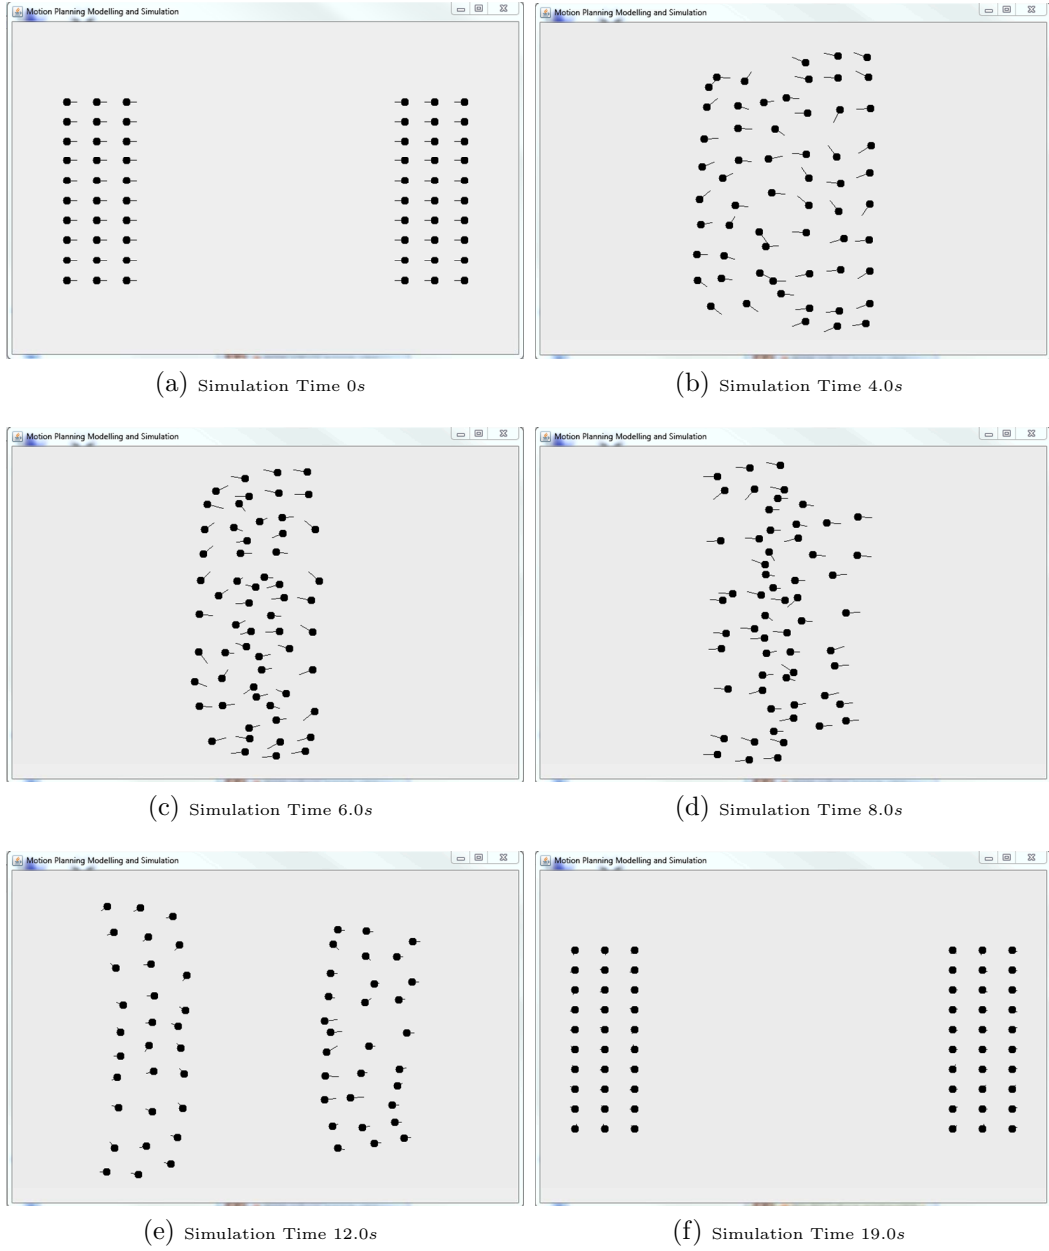 Motion Planning Modelling and Simulation
Motion Planning Modelling and Simulation
(a) Simulation Time 0s
(b) Simulation Time 4.0s
Motion Planning Modelling and Simulation
Motion Planning Modelling and Simulation
(c) Simulation Time 6.0s
(d) Simulation Time 8.0s
Motion Planning Modelling and Simulation
Motion Planning Modelling and Simulation
(e) Simulation Time 12.0s
(f) Simulation Time 19.0s